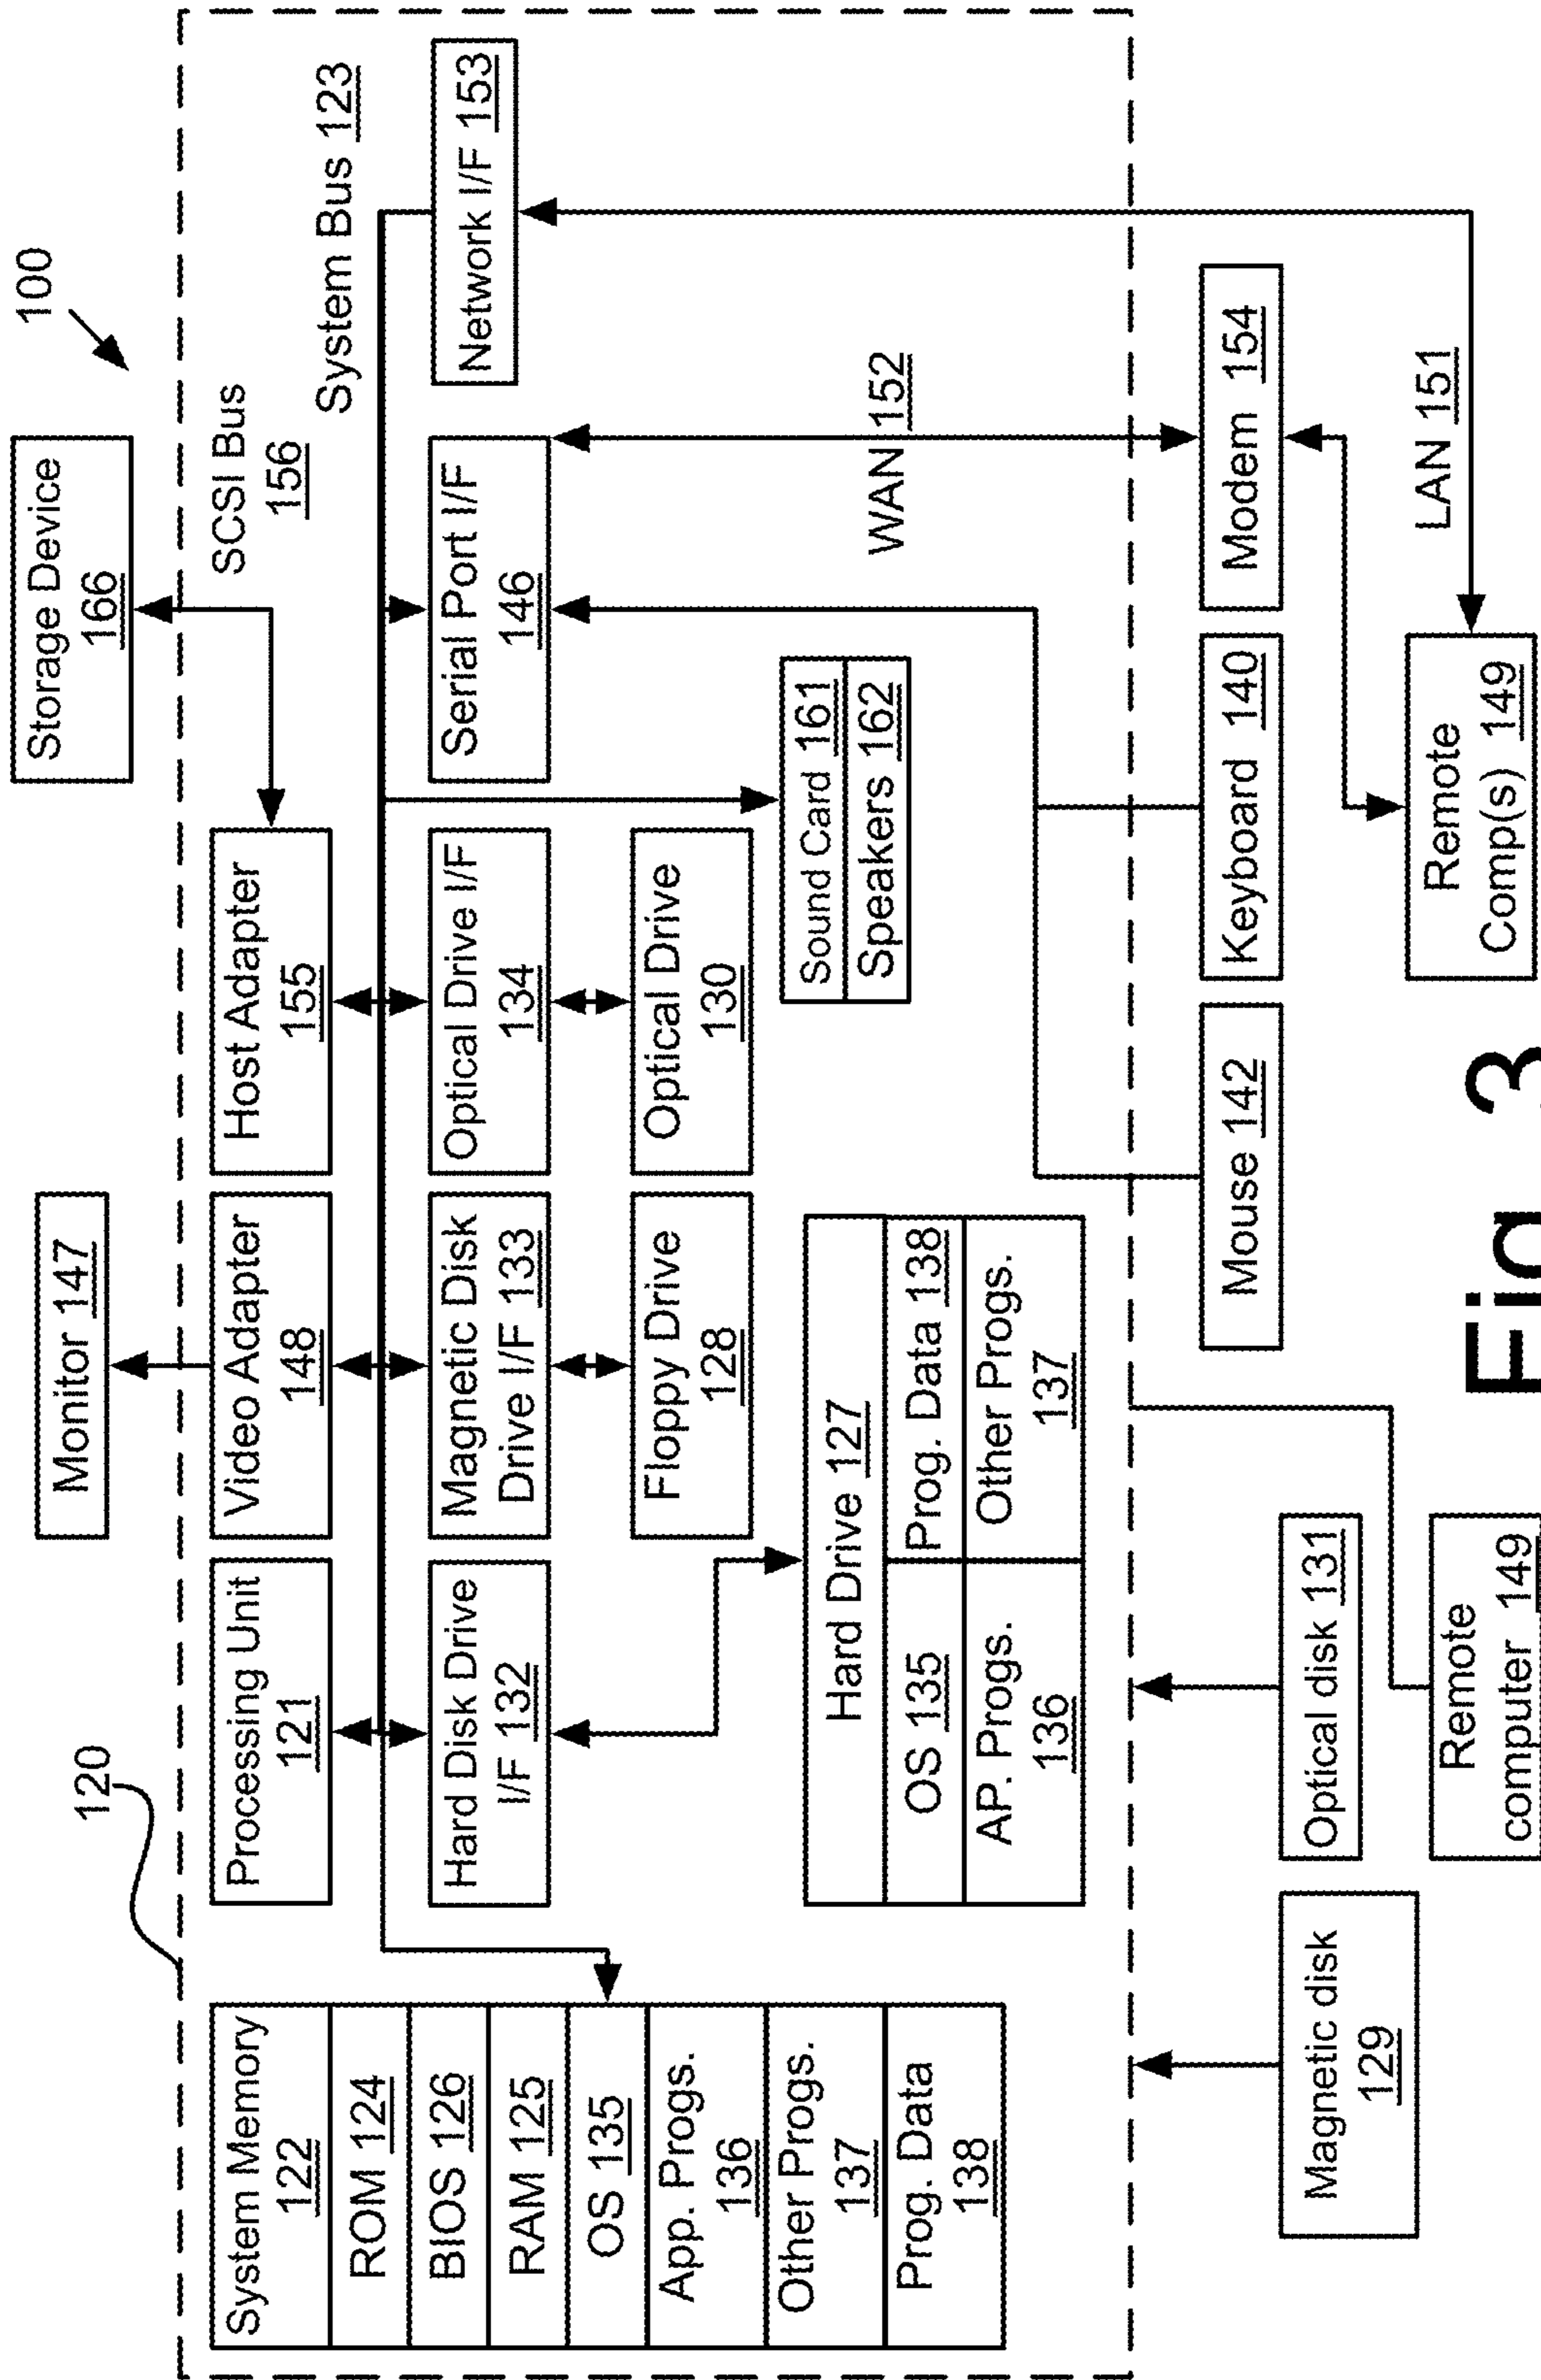 100
120
Monitor 147
Storage Device
166
SCSI Bus
156
System Memory
122
ROM 124
BIOS 126
RAM 125
OS 135
App. Progs.
136
Other Progs.
137
Prog. Data
138
Processing Unit
121
Video Adapter
148
Host Adapter
155
System Bus 123
Hard Disk Drive
I/F 132
Magnetic Disk
Drive I/F 133
Optical Drive I/F
134
Serial Port I/F
146
Network I/F 153
Floppy Drive
128
Optical Drive
130
Sound Card 161
Speakers 162
Hard Drive 127
OS 135
Prog. Data 138
AP. Progs.
136
Other Progs.
137
WAN 152
Magnetic disk
129
Optical disk 131
Mouse 142
Keyboard 140
Modem 154
Remote
computer 149
Remote
Comp(s) 149
LAN 151
Fig. 3